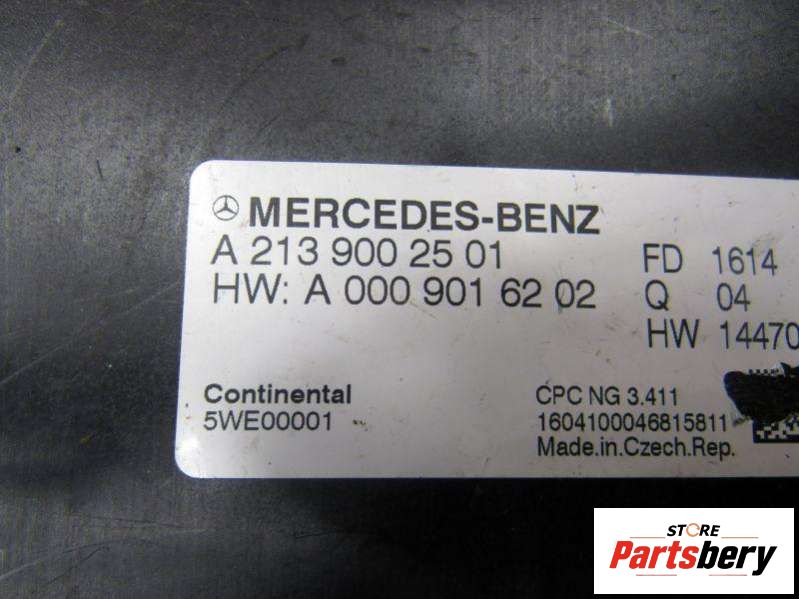 MERCEDES-BENZ
A 213 900 25 01
HW: A 000 901 62 02
FD 1614
Q 04
HW 14470
Continental
5WE00001
CPC NG 3.411
1604100046815811
Made.in.Czech.Rep.
STORE
Partsbery